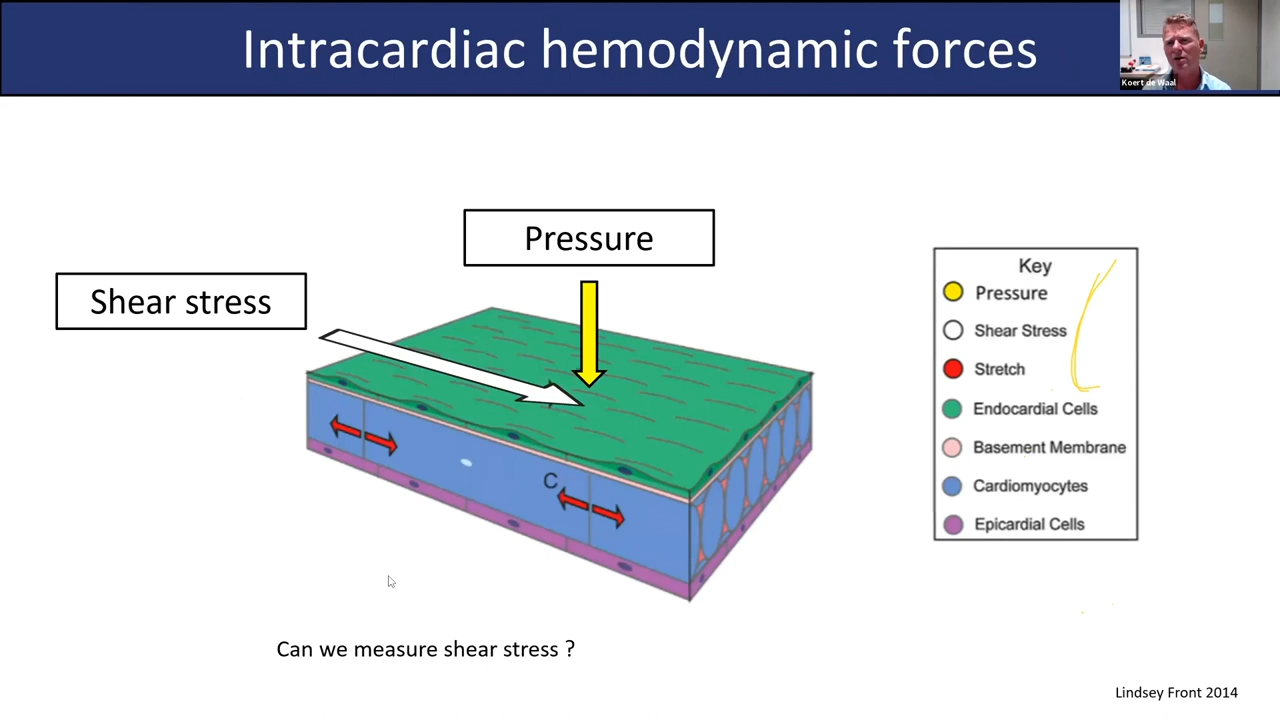 Intracardiac hemodynamic forces
Koert de Waal
Pressure
Shear stress
Key
Pressure
Shear Stress
Stretch
Endocardial Cells
Basement Membrane
Cardiomyocytes
Epicardial Cells
C
Can we measure shear stress ?
Lindsey Front 2014